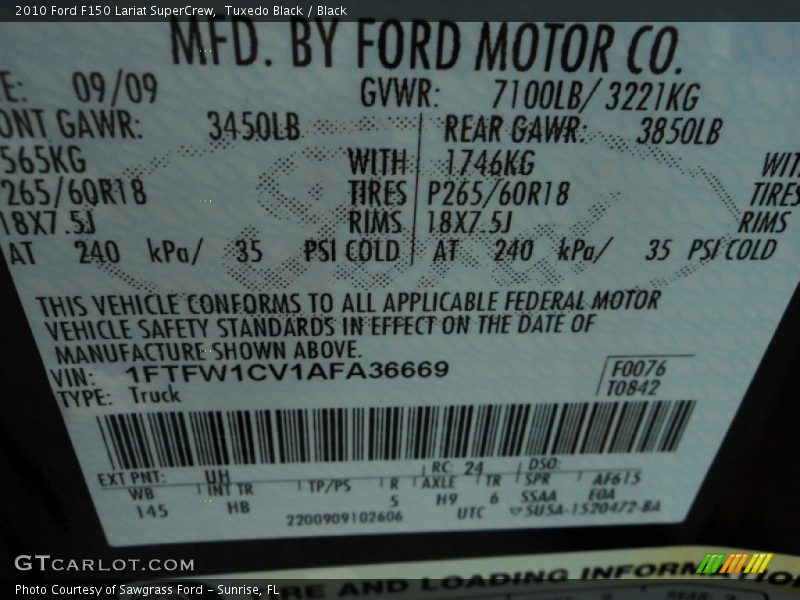 2010 Ford F150 Lariat SuperCrew, Tuxedo Black / Black
MFD. BY FORD MOTOR CO.
E: 09/09 GVWR: 7100LB/ 3221KG
ONT GAWR: 3450LB REAR GAWR: 3850LB
565KG WITH 1746KG WIT
265/60R18 TIRES P265/60R18 TIRES
18X7.5J RIMS 18X7.5J RIMS
AT 240 kPa/ 35 PSI COLD AT 240 kPa/ 35 PSI COLD
THIS VEHICLE CONFORMS TO ALL APPLICABLE FEDERAL MOTOR
VEHICLE SAFETY STANDARDS IN EFFECT ON THE DATE OF
MANUFACTURE SHOWN ABOVE.
VIN: 1FTFW1CV1AFA36669 F0076
TYPE: Truck T0842
EXT PNT: UH RC: 24 DSO:
WB INT TR TP/PS R AXLE TR SPR AF615
145 HB 5 H9 6 SSAA EOA
2200909102606 UTC 5U5A-1520472-BA
GTCARLOT.COM
RE AND LOADING INFORMATIO
Photo Courtesy of Sawgrass Ford – Sunrise, FL